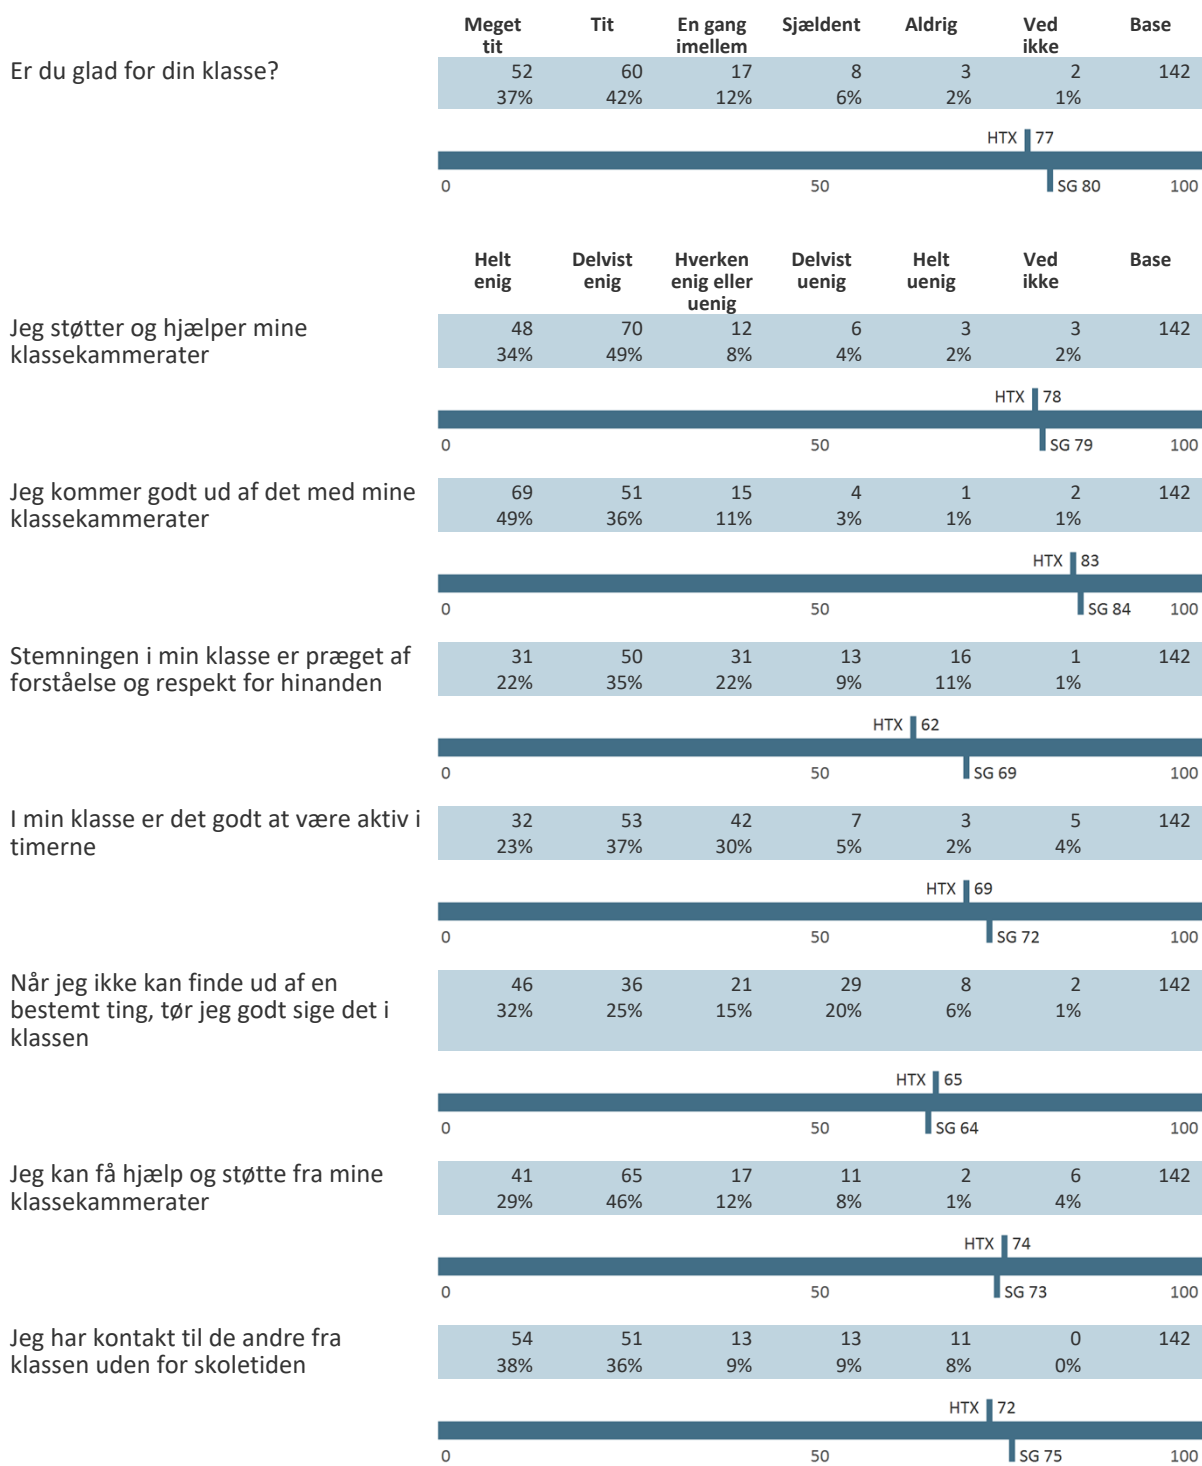 Meget tit Tit En gang imellem Sjældent Aldrig Ved ikke Base
Er du glad for din klasse? 52 60 17 8 3 2 142
37% 42% 12% 6% 2% 1%
HTX 77
0 50 SG 80 100
Helt enig Delvist enig Hverken enig eller uenig Delvist uenig Helt uenig Ved ikke Base
Jeg støtter og hjælper mine 48 70 12 6 3 3 142
klassekammerater 34% 49% 8% 4% 2% 2%
HTX 78
0 50 SG 79 100
Jeg kommer godt ud af det med mine 69 51 15 4 1 2 142
klassekammerater 49% 36% 11% 3% 1% 1%
HTX 83
0 50 SG 84 100
Stemningen i min klasse er præget af 31 50 31 13 16 1 142
forståelse og respekt for hinanden 22% 35% 22% 9% 11% 1%
HTX 62
0 50 SG 69 100
I min klasse er det godt at være aktiv i 32 53 42 7 3 5 142
timerne 23% 37% 30% 5% 2% 4%
HTX 69
0 50 SG 72 100
Når jeg ikke kan finde ud af en 46 36 21 29 8 2 142
bestemt ting, tør jeg godt sige det i 32% 25% 15% 20% 6% 1%
klassen
HTX 65
0 50 SG 64 100
Jeg kan få hjælp og støtte fra mine 41 65 17 11 2 6 142
klassekammerater 29% 46% 12% 8% 1% 4%
HTX 74
0 50 SG 73 100
Jeg har kontakt til de andre fra 54 51 13 13 11 0 142
klassen uden for skoletiden 38% 36% 9% 9% 8% 0%
HTX 72
0 50 SG 75 100